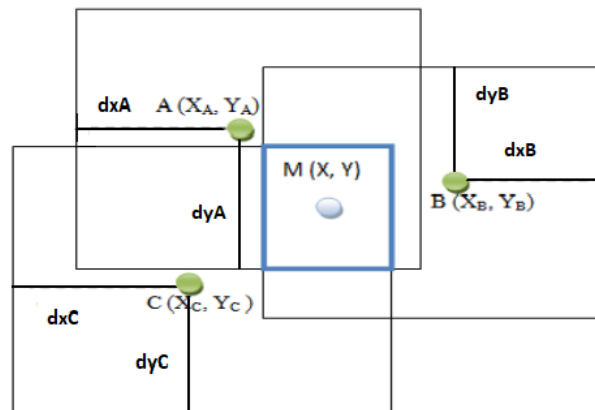 dxA
A (XA, YA)
dyB
dxB
M (X, Y)
B (XB, YB)
dyA
C (XC, YC )
dxC
dyC